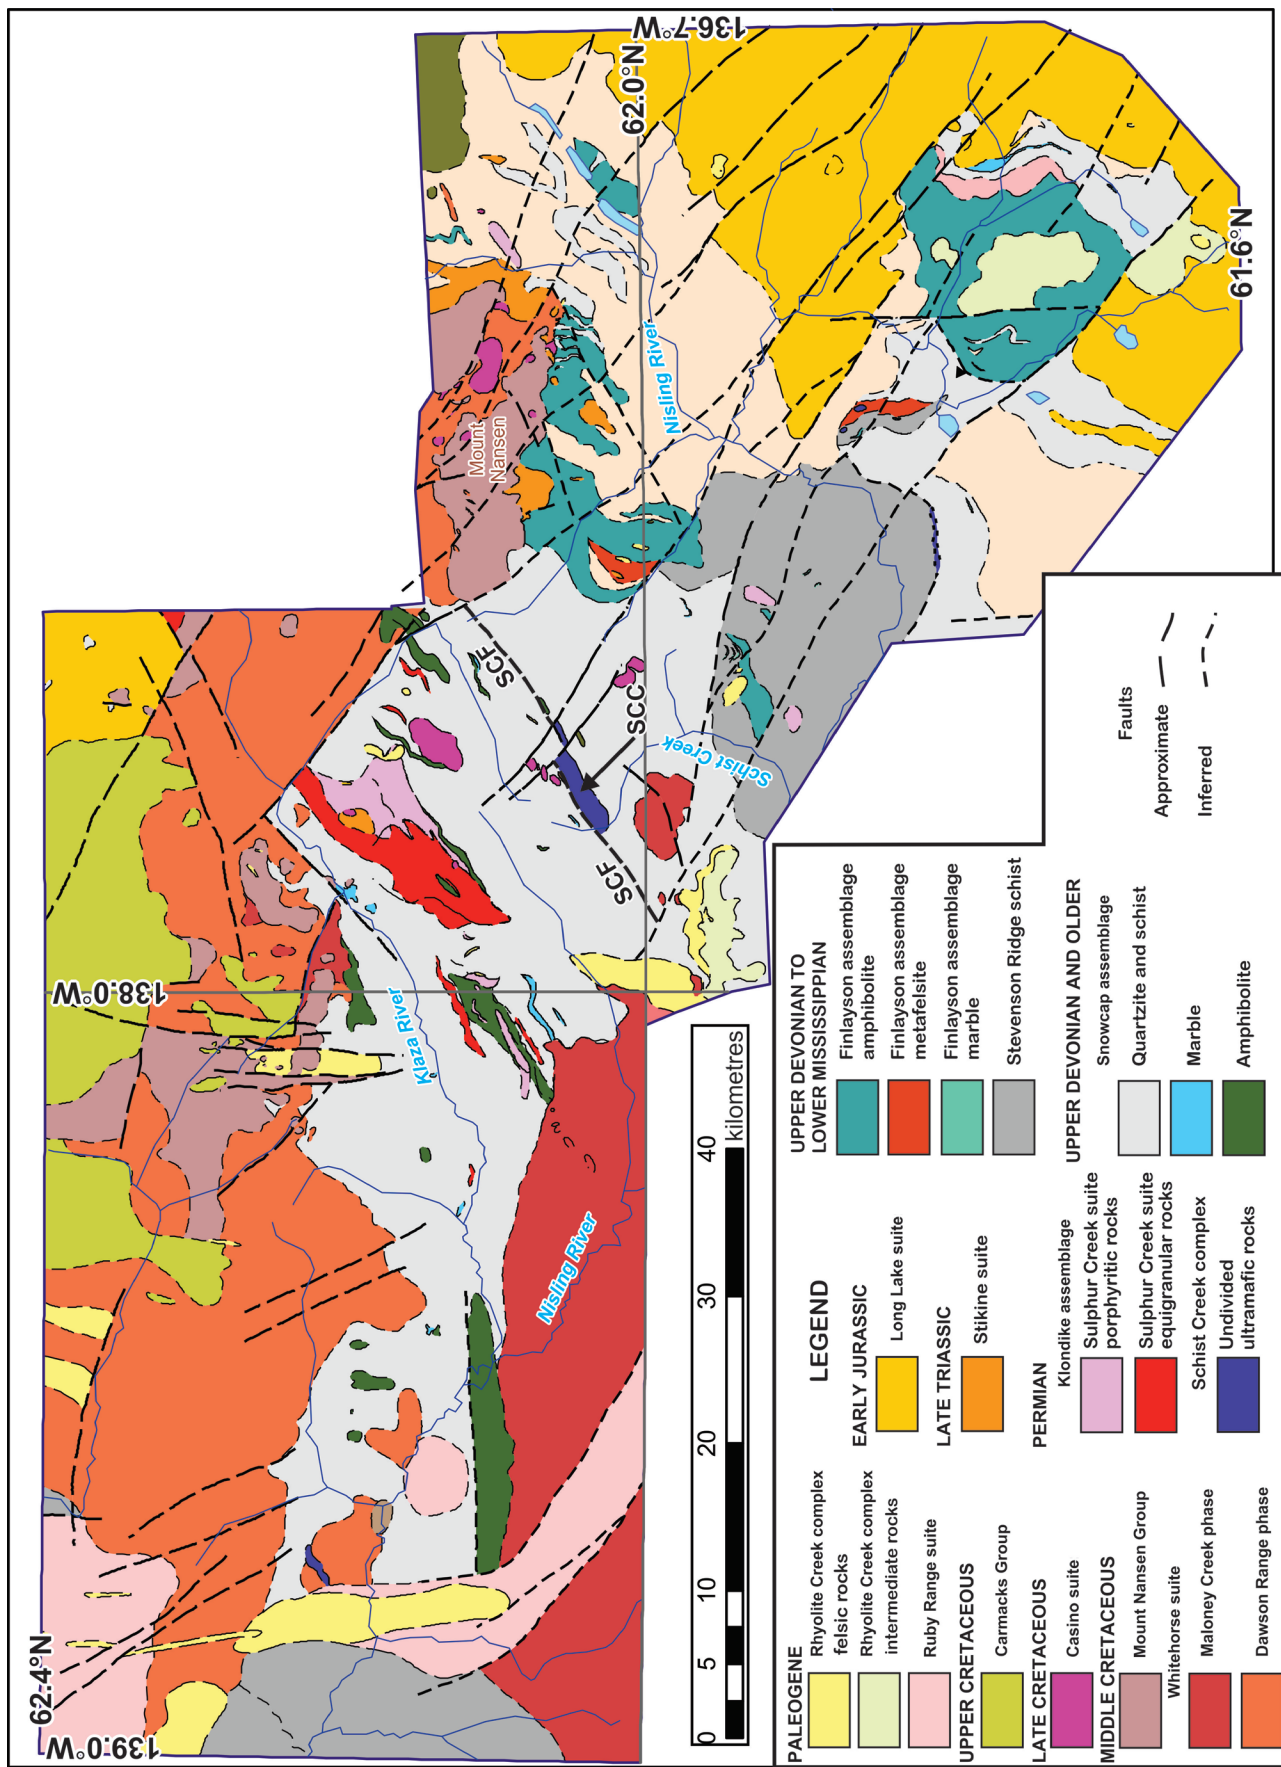 139.0°W
62.4°N
138.0°W
62.0°N
136.7°W
61.6°N
Mount
Nansen
Nisling River
Klaza River
Nisling River
Schist Creek
SCF
SCF
SCC
0
5
10
20
30
40
kilometres
LEGEND
PALEOGENE
Rhyolite Creek complex
felsic rocks
Rhyolite Creek complex
intermediate rocks
Ruby Range suite
UPPER CRETACEOUS
Carmacks Group
LATE CRETACEOUS
Casino suite
MIDDLE CRETACEOUS
Mount Nansen Group
Whitehorse suite
Maloney Creek phase
Dawson Range phase
EARLY JURASSIC
Long Lake suite
LATE TRIASSIC
Stikine suite
PERMIAN
Klondike assemblage
Sulphur Creek suite
porphyritic rocks
Sulphur Creek suite
equigranular rocks
Schist Creek complex
Undivided
ultramafic rocks
UPPER DEVONIAN TO
LOWER MISSISSIPPIAN
Finlayson assemblage
amphibolite
Finlayson assemblage
metafelsite
Finlayson assemblage
marble
Stevenson Ridge schist
UPPER DEVONIAN AND OLDER
Snowcap assemblage
Quartzite and schist
Marble
Amphibolite
Faults
Approximate
Inferred